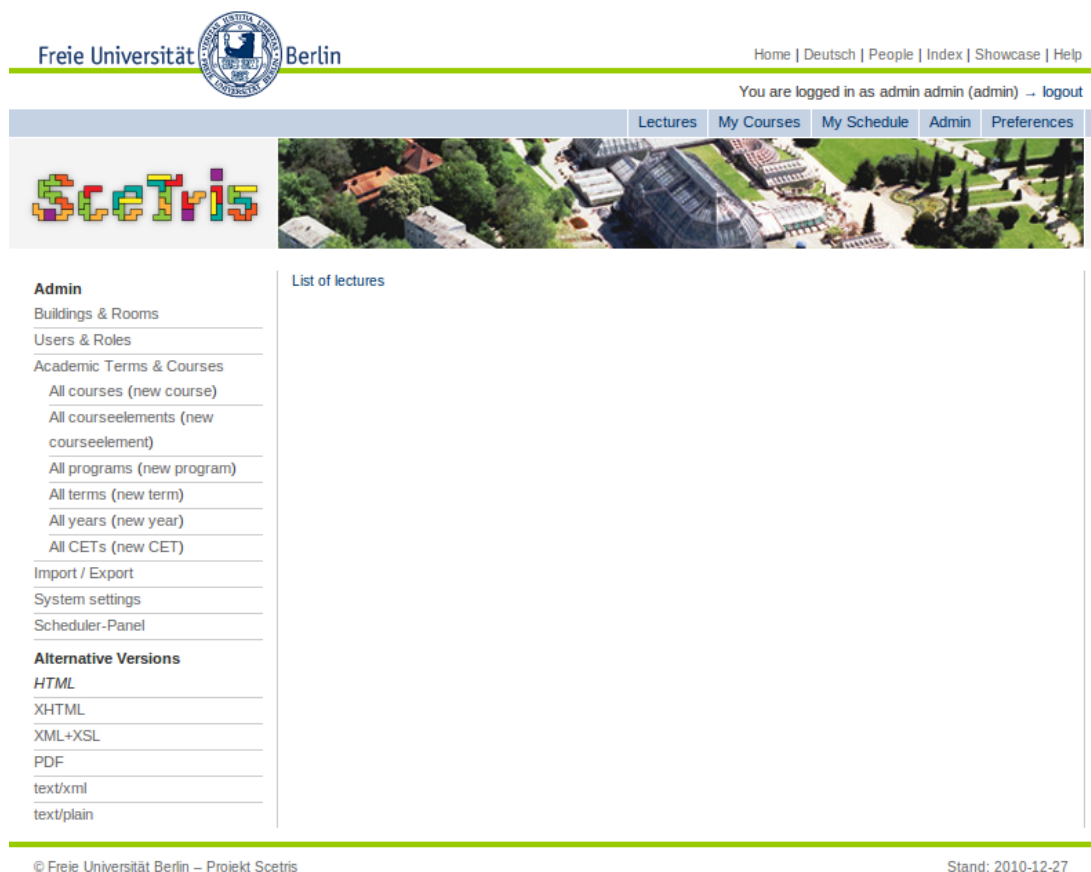 Freie Universität Berlin
Home | Deutsch | People | Index | Showcase | Help
You are logged in as admin admin (admin) → logout
Lectures My Courses My Schedule Admin Preferences
SceTris
List of lectures
Admin
Buildings & Rooms
Users & Roles
Academic Terms & Courses
All courses (new course)
All courseelements (new
courseelement)
All programs (new program)
All terms (new term)
All years (new year)
All CETs (new CET)
Import / Export
System settings
Scheduler-Panel
Alternative Versions
HTML
XHTML
XML+XSL
PDF
text/xml
text/plain
© Freie Universität Berlin – Projekt Scetris
Stand: 2010-12-27